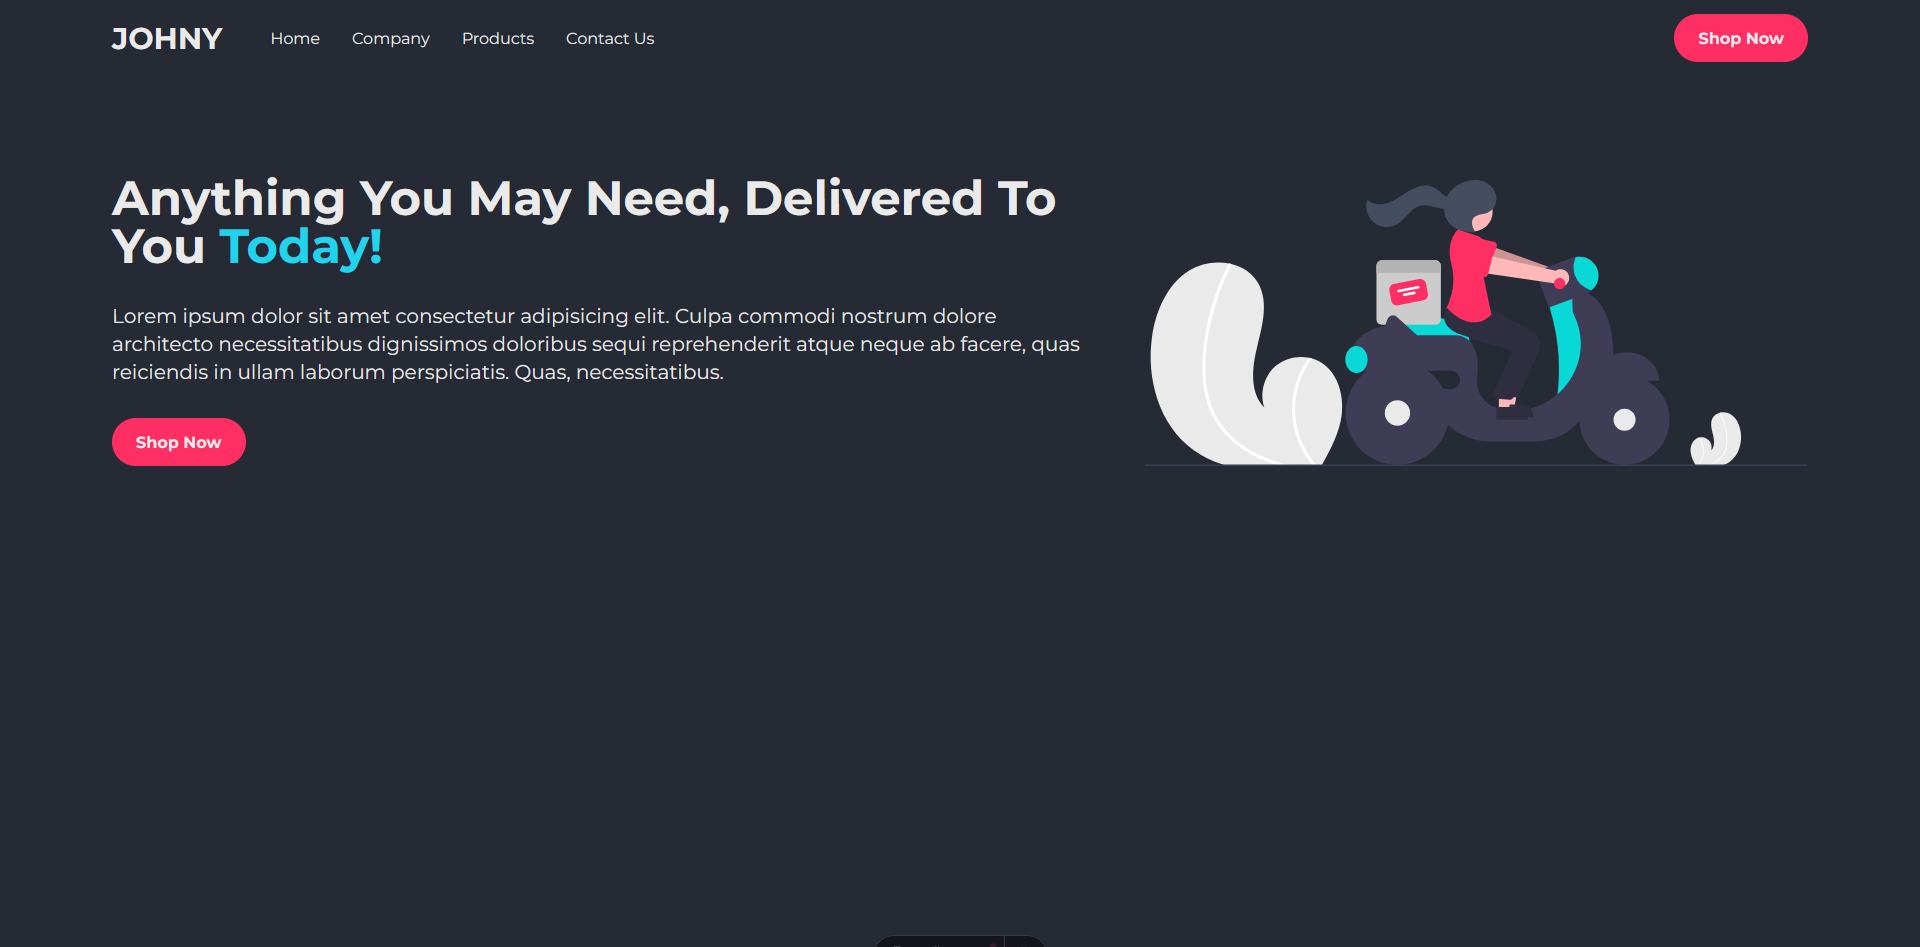 JOHNY
Home
Company
Products
Contact Us
Shop Now
Anything You May Need, Delivered To
You Today!
Lorem ipsum dolor sit amet consectetur adipisicing elit. Culpa commodi nostrum dolore
architecto necessitatibus dignissimos doloribus sequi reprehenderit atque neque ab facere, quas
reiciendis in ullam laborum perspiciatis. Quas, necessitatibus.
Shop Now